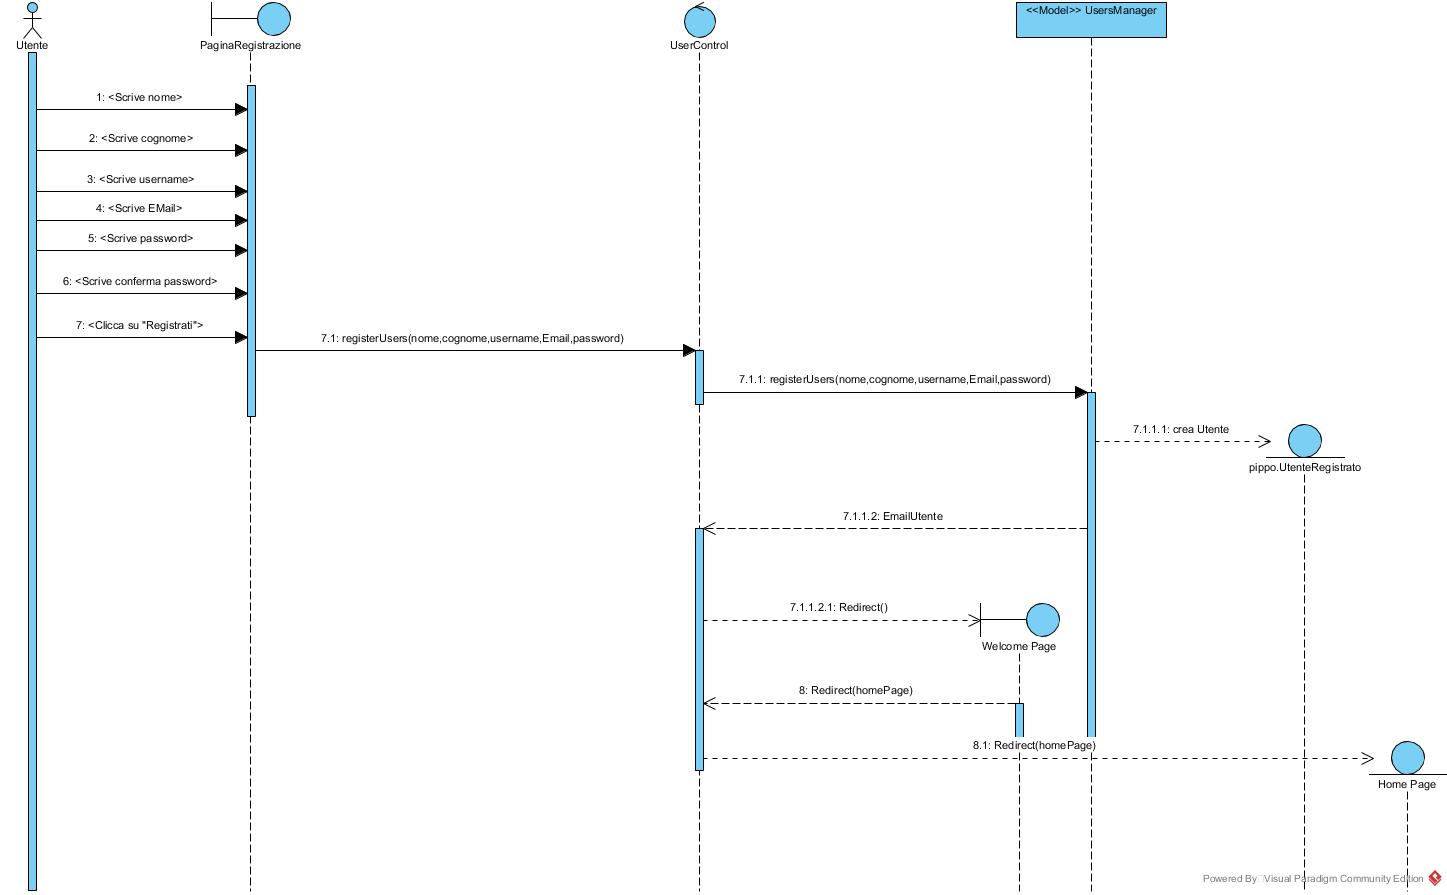 Utente
PaginaRegistrazione
UserControl
<<Model>> UsersManager
1: <Scrive nome>
2: <Scrive cognome>
3: <Scrive username>
4: <Scrive EMail>
5: <Scrive password>
6: <Scrive conferma password>
7: <Clicca su "Registrati">
7.1: registerUsers(nome,cognome,username,Email,password)
7.1.1: registerUsers(nome,cognome,username,Email,password)
7.1.1.1: crea Utente
pippo.UtenteRegistrato
7.1.1.2: EmailUtente
7.1.1.2.1: Redirect()
Welcome Page
8: Redirect(homePage)
8.1: Redirect(homePage)
Home Page
Powered By Visual Paradigm Community Edition